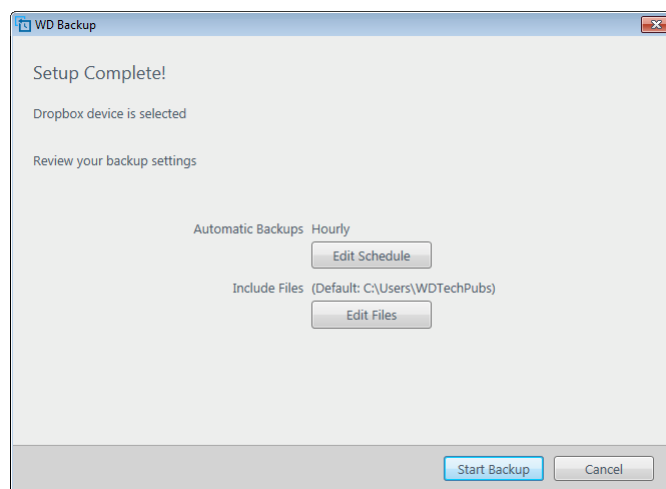 WD Backup
Setup Complete!
Dropbox device is selected
Review your backup settings
Automatic Backups Hourly
Edit Schedule
Include Files (Default: C:\Users\WDTechPubs)
Edit Files
Start Backup Cancel